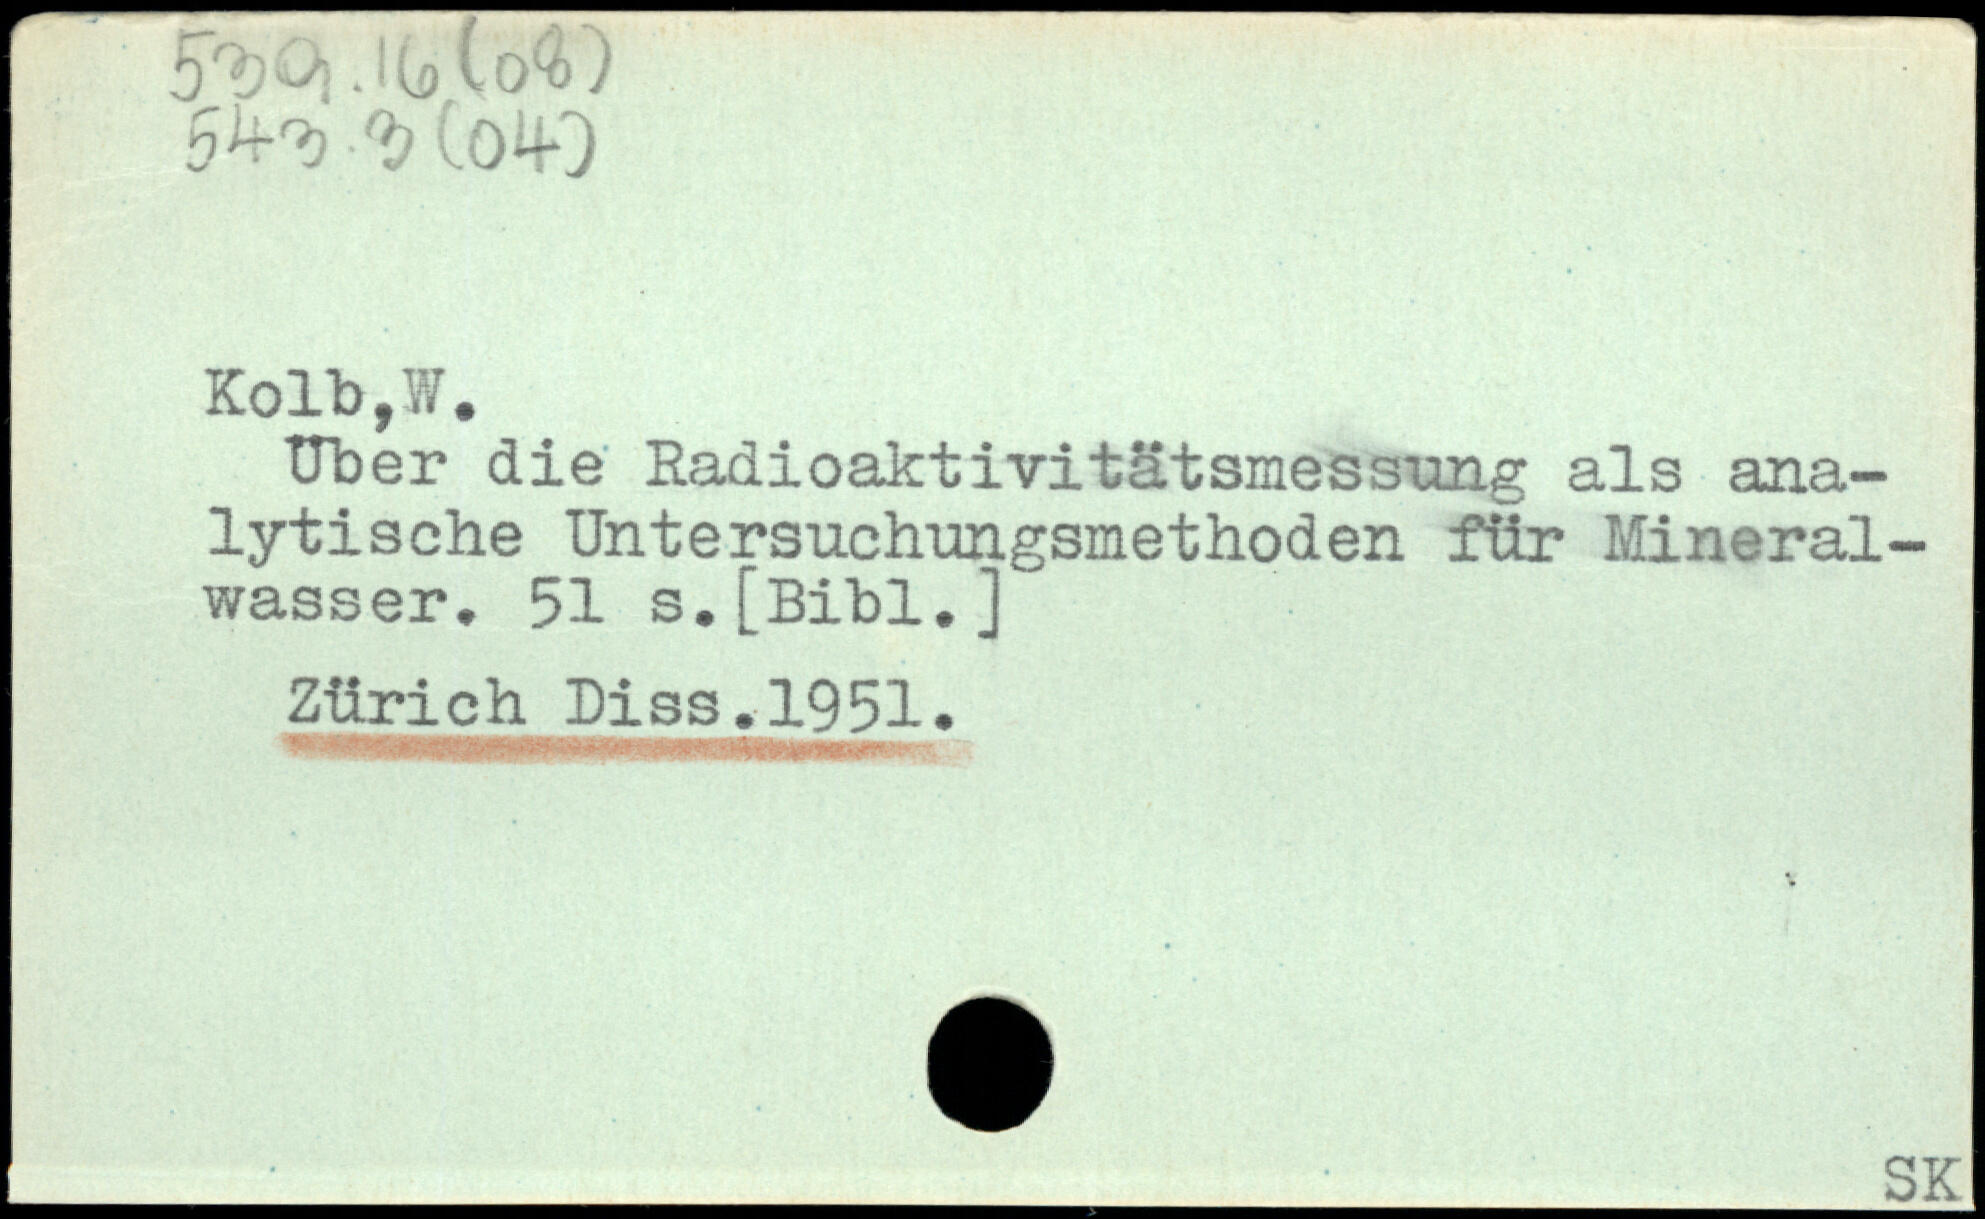 539.16(08)
543.3(04)
Kolb,W.
Über die Radioaktivitätsmessung als ana-
lytische Untersuchungsmethoden für Mineral-
wasser. 51 s.[Bibl.]
Zürich Diss.1951.
SK